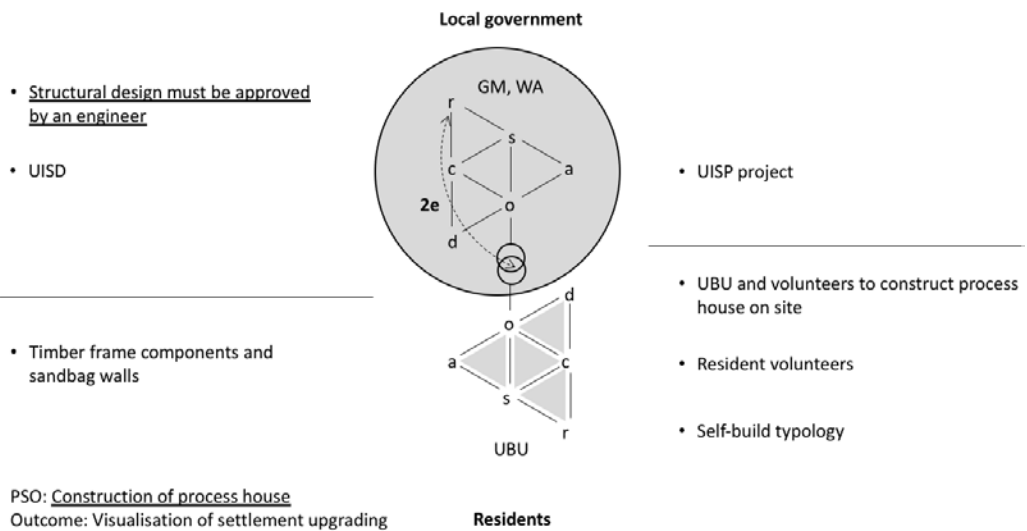 Local government
• Structural design must be approved
by an engineer
• UISD
GM, WA
r
s
c
a
2e
o
d
• UISP project
• Timber frame components and
sandbag walls
d
o
a
c
s
r
UBU
• UBU and volunteers to construct process
house on site
• Resident volunteers
• Self-build typology
PSO: Construction of process house
Outcome: Visualisation of settlement upgrading
Residents